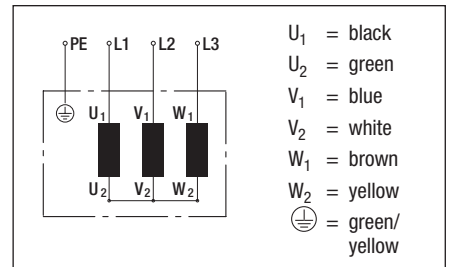 PE L1 L2 L3
U1 V1 W1
U2 V2 W2
U1 = black
U2 = green
V1 = blue
V2 = white
W1 = brown
W2 = yellow
= green/
yellow